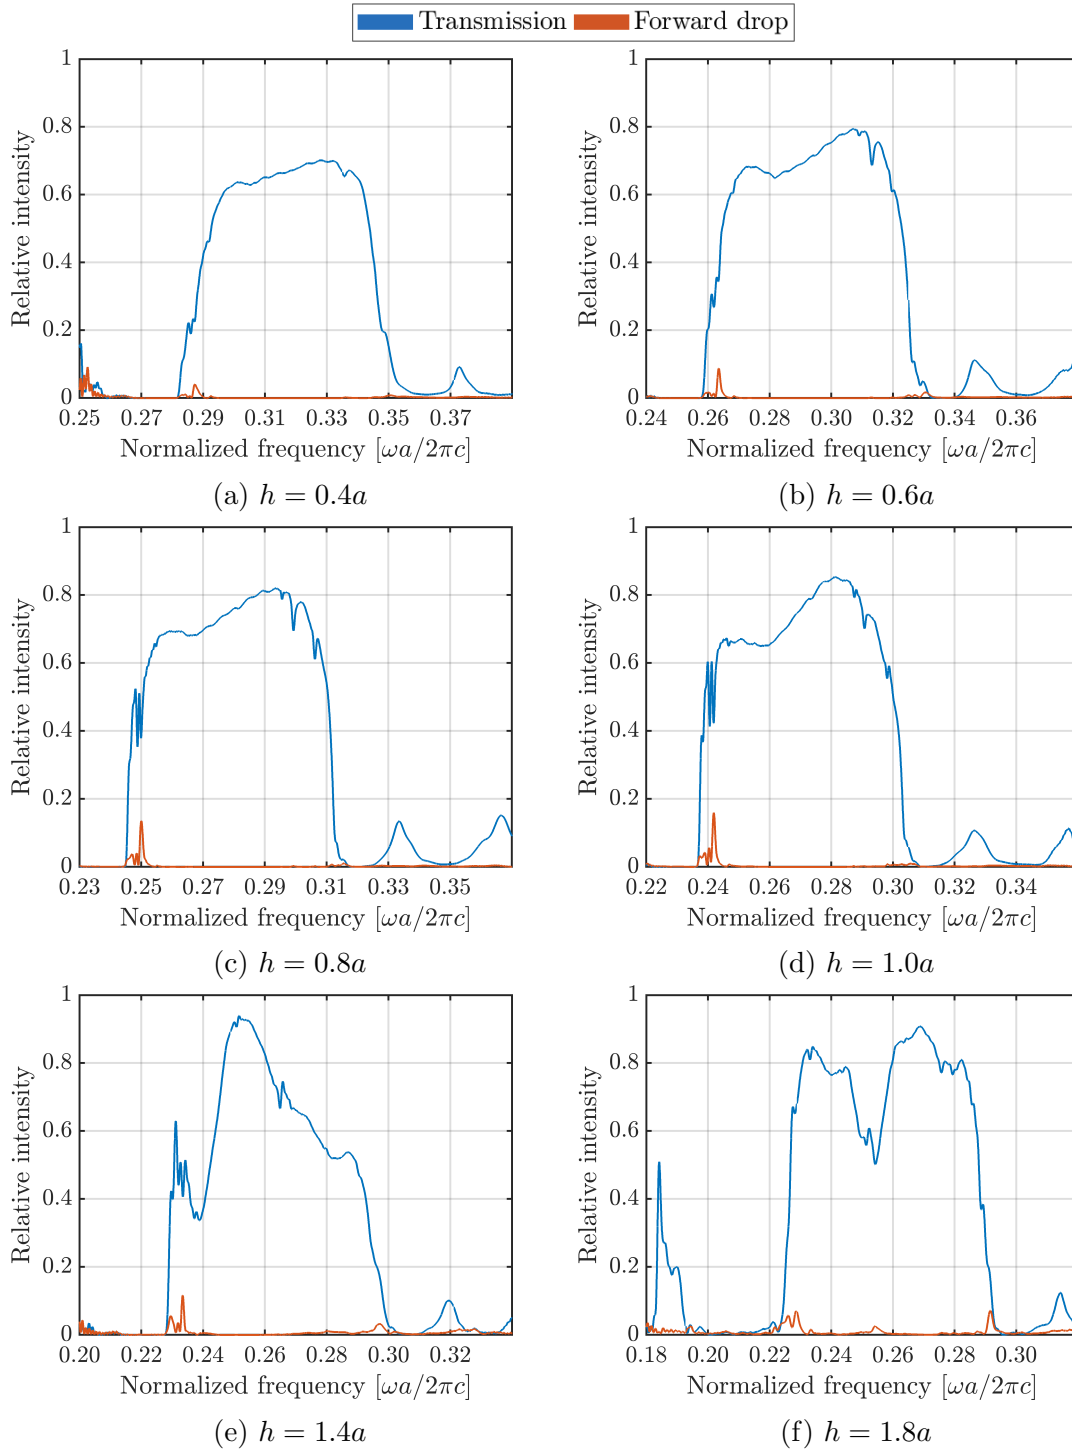 Transmission Forward drop
1 0.8 0.6 0.4 0.2 0
Relative intensity
0.25 0.27 0.29 0.31 0.33 0.35 0.37
Normalized frequency [ωa/2πc]
(a) h = 0.4a
1 0.8 0.6 0.4 0.2 0
Relative intensity
0.24 0.26 0.28 0.30 0.32 0.34 0.36
Normalized frequency [ωa/2πc]
(b) h = 0.6a
1 0.8 0.6 0.4 0.2 0
Relative intensity
0.23 0.25 0.27 0.29 0.31 0.33 0.35
Normalized frequency [ωa/2πc]
(c) h = 0.8a
1 0.8 0.6 0.4 0.2 0
Relative intensity
0.22 0.24 0.26 0.28 0.30 0.32 0.34
Normalized frequency [ωa/2πc]
(d) h = 1.0a
1 0.8 0.6 0.4 0.2 0
Relative intensity
0.20 0.22 0.24 0.26 0.28 0.30 0.32
Normalized frequency [ωa/2πc]
(e) h = 1.4a
1 0.8 0.6 0.4 0.2 0
Relative intensity
0.18 0.20 0.22 0.24 0.26 0.28 0.30
Normalized frequency [ωa/2πc]
(f) h = 1.8a